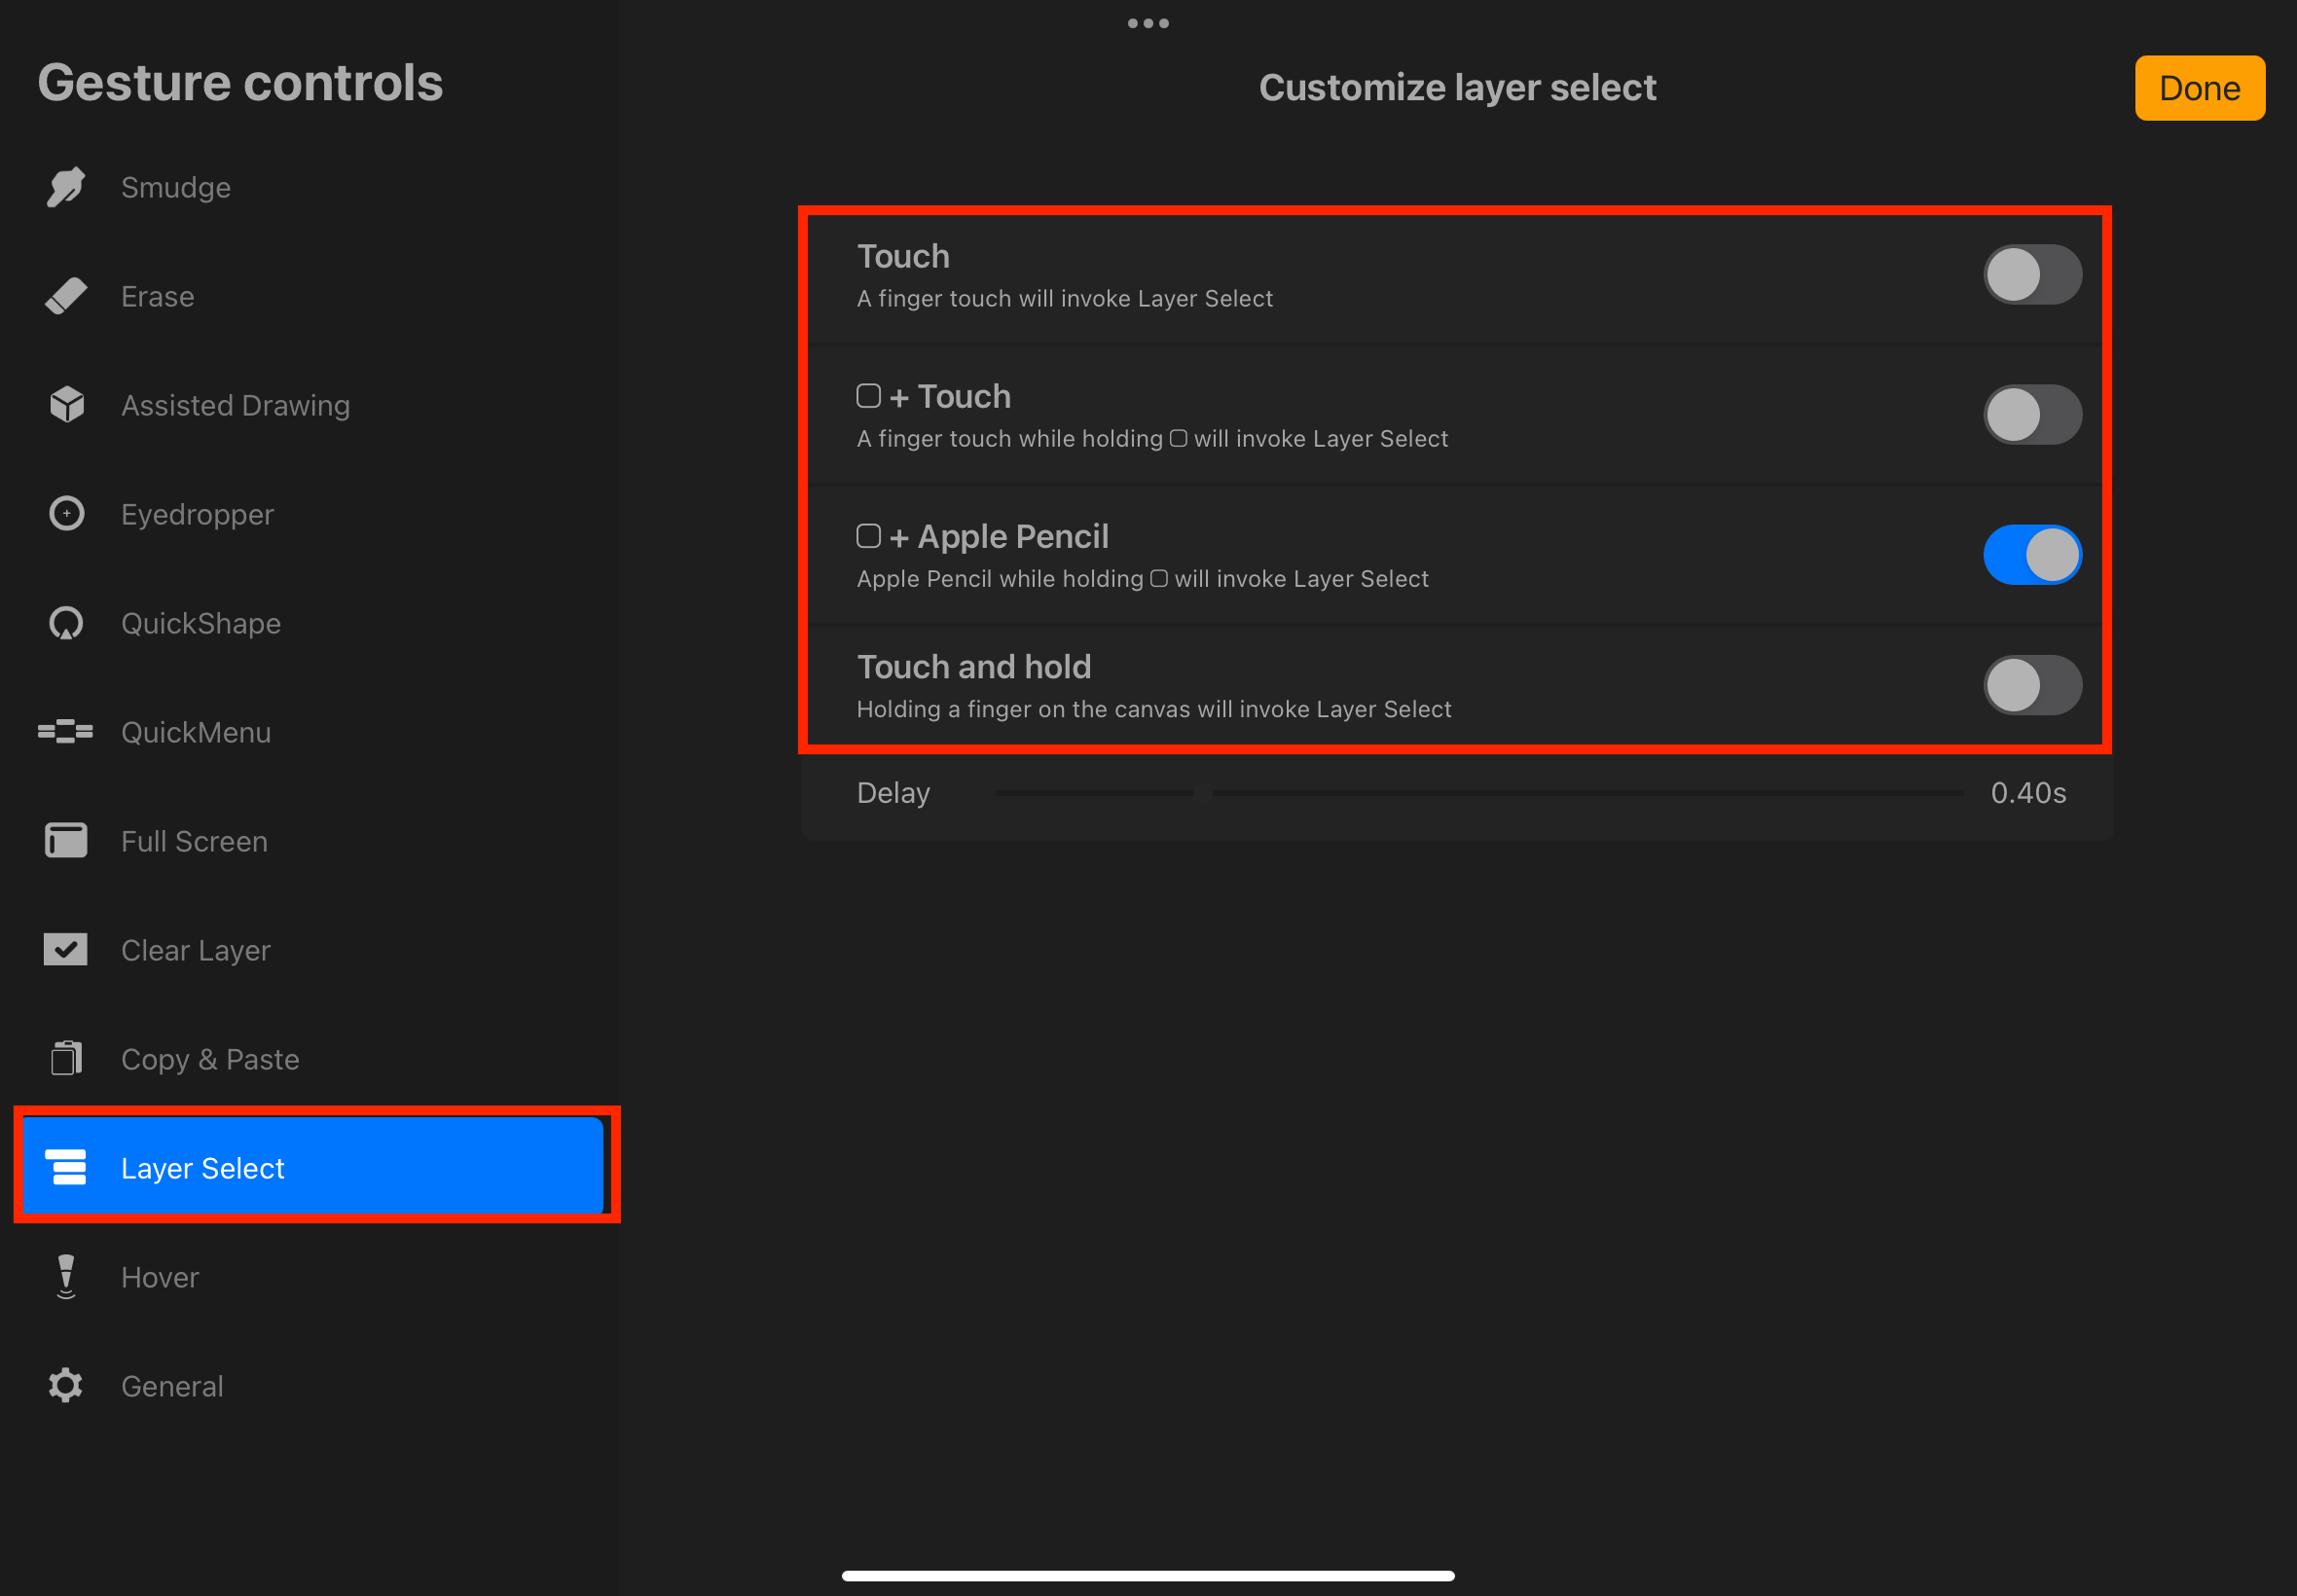 Gesture controls
Smudge
Erase
Assisted Drawing
Eyedropper
QuickShape
QuickMenu
Full Screen
Clear Layer
Copy & Paste
Layer Select
Hover
General
Customize layer select
Done
Touch
A finger touch will invoke Layer Select
▢ + Touch
A finger touch while holding ▢ will invoke Layer Select
▢ + Apple Pencil
Apple Pencil while holding ▢ will invoke Layer Select
Touch and hold
Holding a finger on the canvas will invoke Layer Select
Delay 0.40s